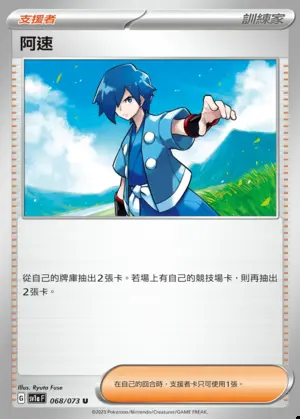 支援者 訓練家
阿速
從自己的牌庫抽出2張卡。若場上有自己的競技場卡，則再抽
出2張卡。
Illus. Ryuta Fuse
G sv1a F 068/073 U
在自己的回合時，支援者卡只可使用1張。
©2023 Pokémon/Nintendo/Creatures/GAME FREAK.